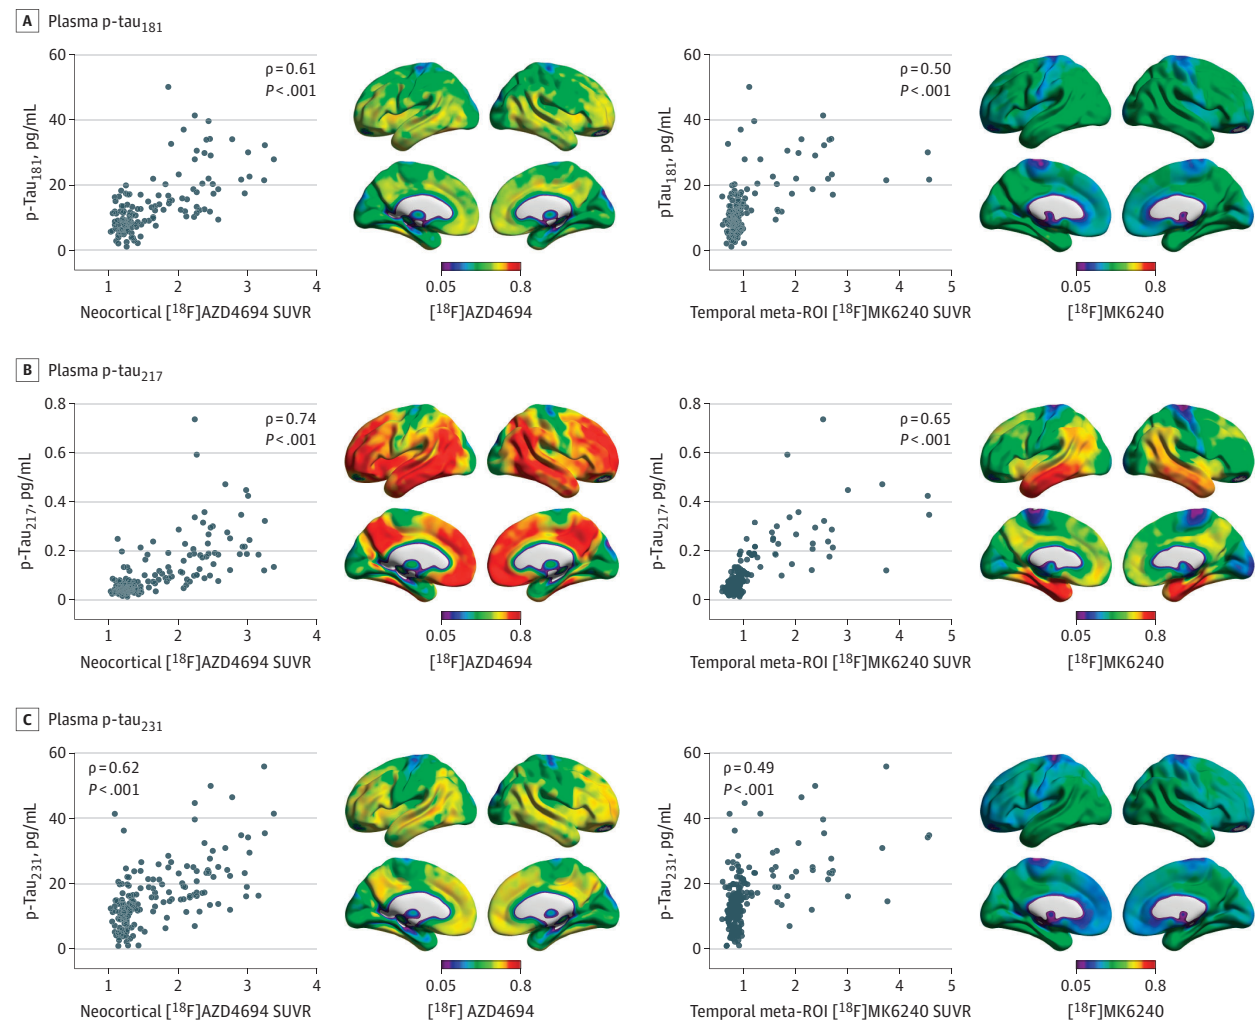 A Plasma p-tau181
60
40
20
0
p-Tau181, pg/mL
ρ=0.61
P<.001
1 2 3 4
Neocortical [18F]AZD4694 SUVR
0.05 0.8
[18F]AZD4694
60
40
20
0
pTau181, pg/mL
ρ=0.50
P<.001
1 2 3 4 5
Temporal meta-ROI [18F]MK6240 SUVR
0.05 0.8
[18F]MK6240
B Plasma p-tau217
0.8
0.6
0.4
0.2
0
p-Tau217, pg/mL
ρ=0.74
P<.001
1 2 3 4
Neocortical [18F]AZD4694 SUVR
0.05 0.8
[18F]AZD4694
0.8
0.6
0.4
0.2
0
p-Tau217, pg/mL
ρ=0.65
P<.001
1 2 3 4 5
Temporal meta-ROI [18F]MK6240 SUVR
0.05 0.8
[18F]MK6240
C Plasma p-tau231
60
40
20
0
p-Tau231, pg/mL
ρ=0.62
P<.001
1 2 3 4
Neocortical [18F]AZD4694 SUVR
0.05 0.8
[18F] AZD4694
60
40
20
0
p-Tau231, pg/mL
ρ=0.49
P<.001
1 2 3 4 5
Temporal meta-ROI [18F]MK6240 SUVR
0.05 0.8
[18F]MK6240